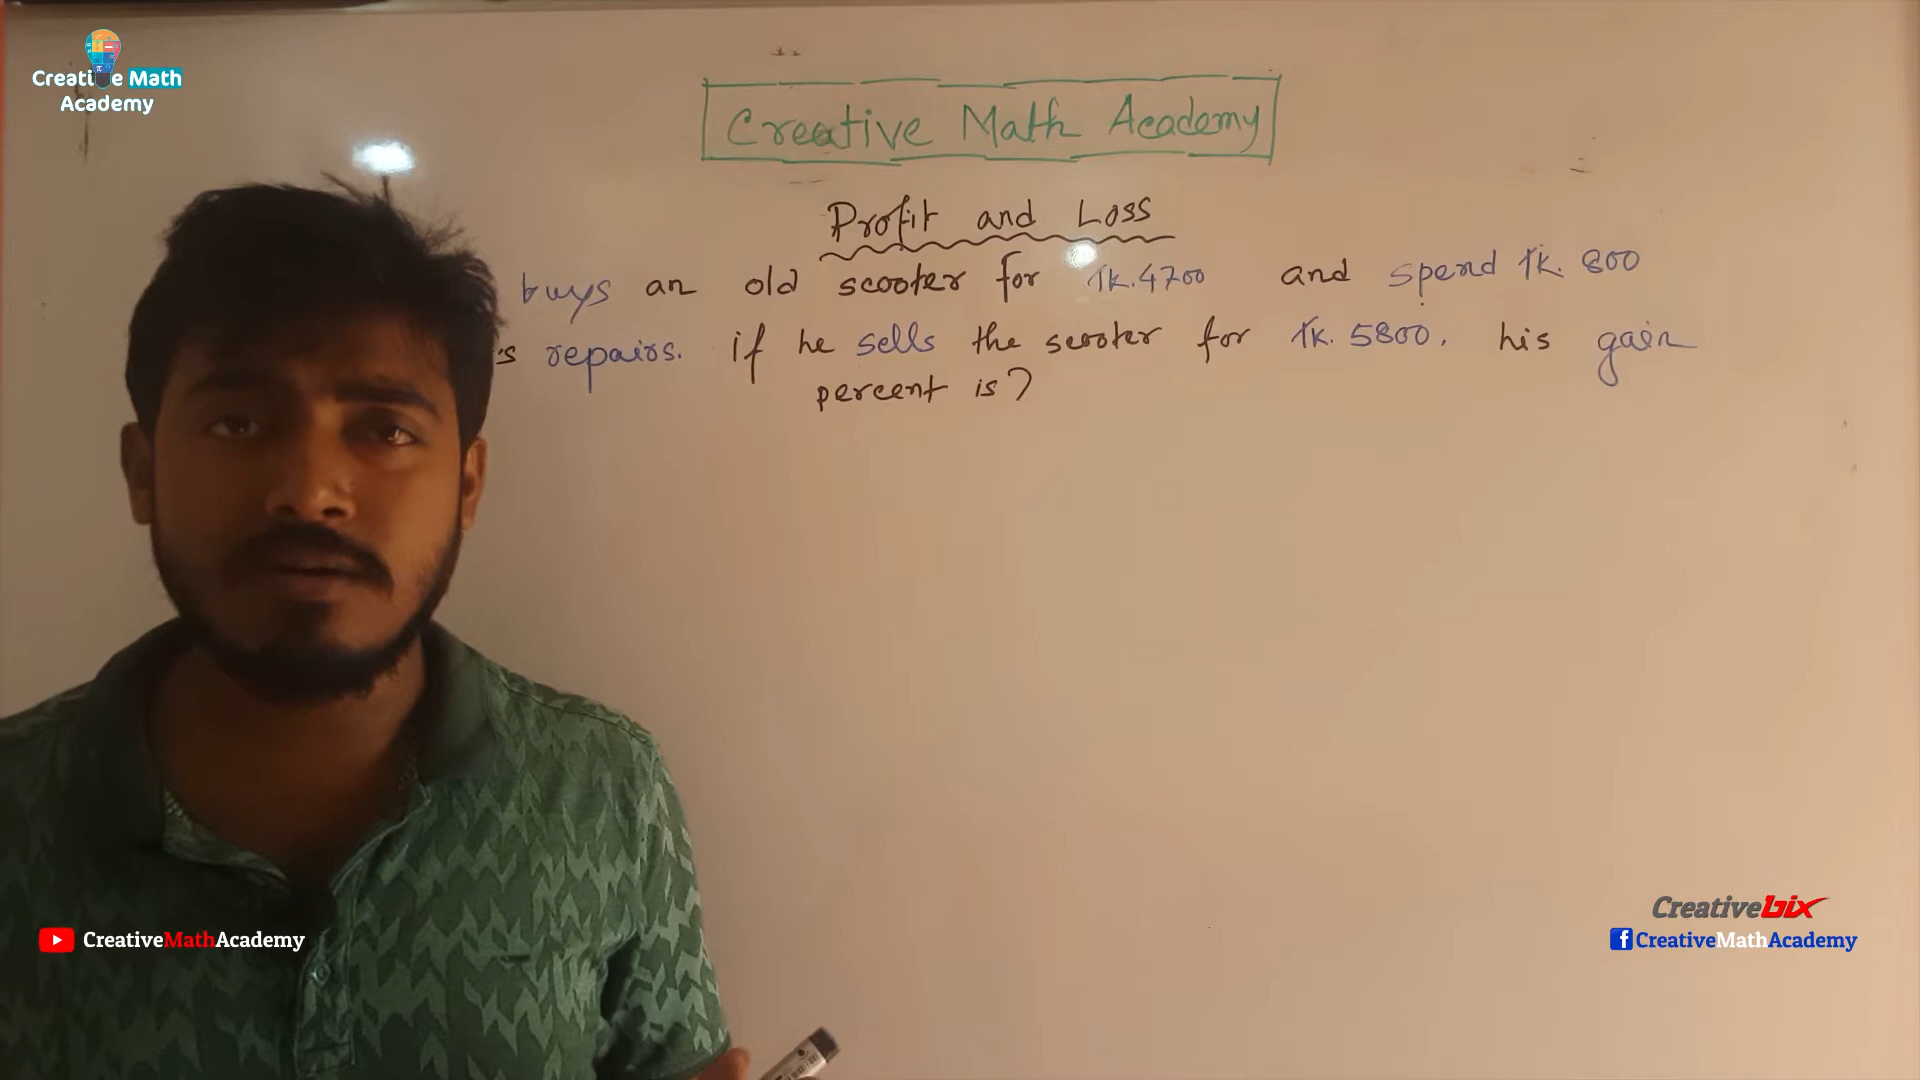 Creative Math
Academy
Creative Math Academy
Profit and Loss
buys an old scooter for Tk. 4700 and spend Tk. 800
's repairs. if he sells the scooter for Tk. 5800, his gain
percent is?
CreativeMathAcademy
Creativebix
CreativeMathAcademy